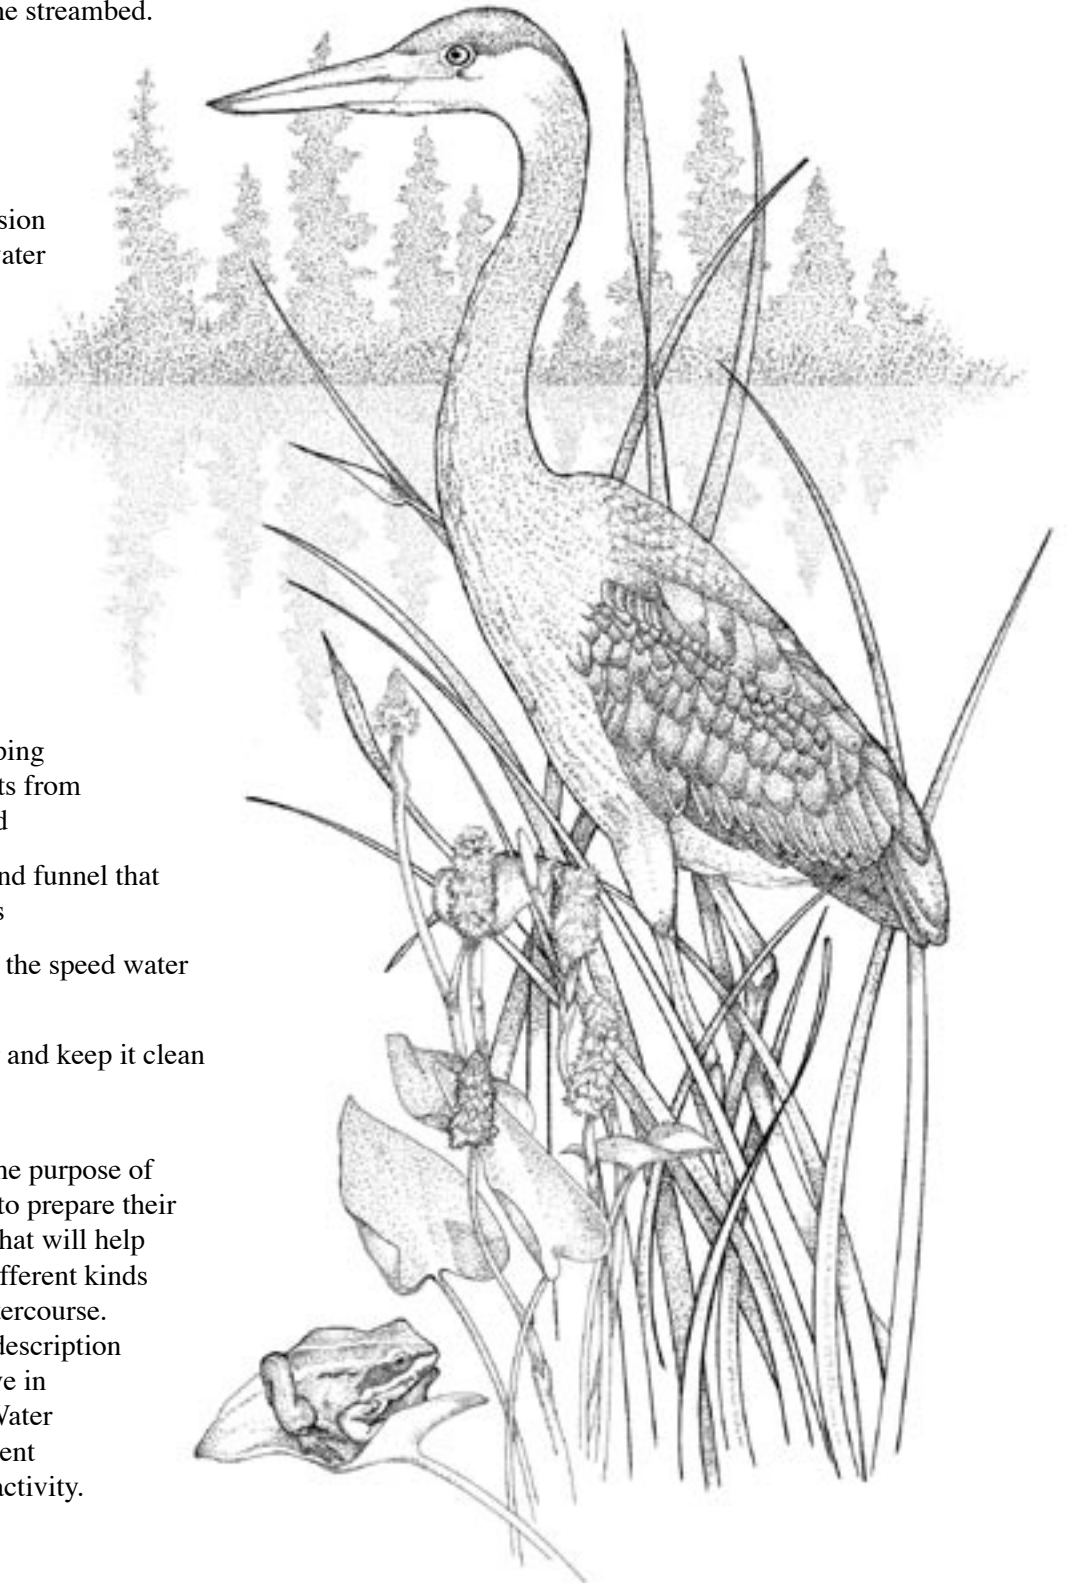 he streambed.
sion
ater
ping
ts from
d
nd funnel that
s
the speed water
and keep it clean
he purpose of
to prepare their
hat will help
fferent kinds
tercourse.
description
ve in
Water
ent
activity.